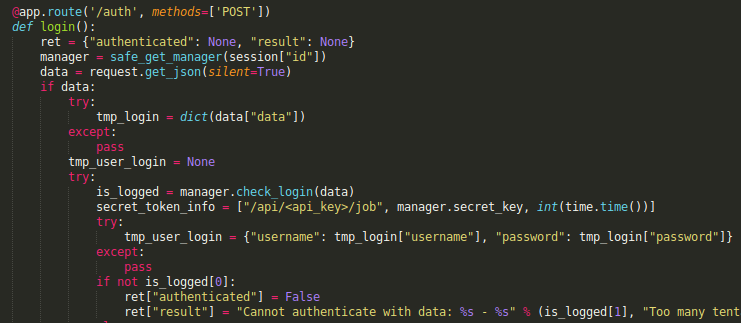 @app.route('/auth', methods=['POST'])
def login():
    ret = {"authenticated": None, "result": None}
    manager = safe_get_manager(session["id"])
    data = request.get_json(silent=True)
    if data:
        try:
            tmp_login = dict(data["data"])
        except:
            pass
        tmp_user_login = None
        try:
            is_logged = manager.check_login(data)
            secret_token_info = ["/api/<api_key>/job", manager.secret_key, int(time.time())]
            try:
                tmp_user_login = {"username": tmp_login["username"], "password": tmp_login["password"]}
            except:
                pass
            if not is_logged[0]:
                ret["authenticated"] = False
                ret["result"] = "Cannot authenticate with data: %s - %s" % (is_logged[1], "Too many tent